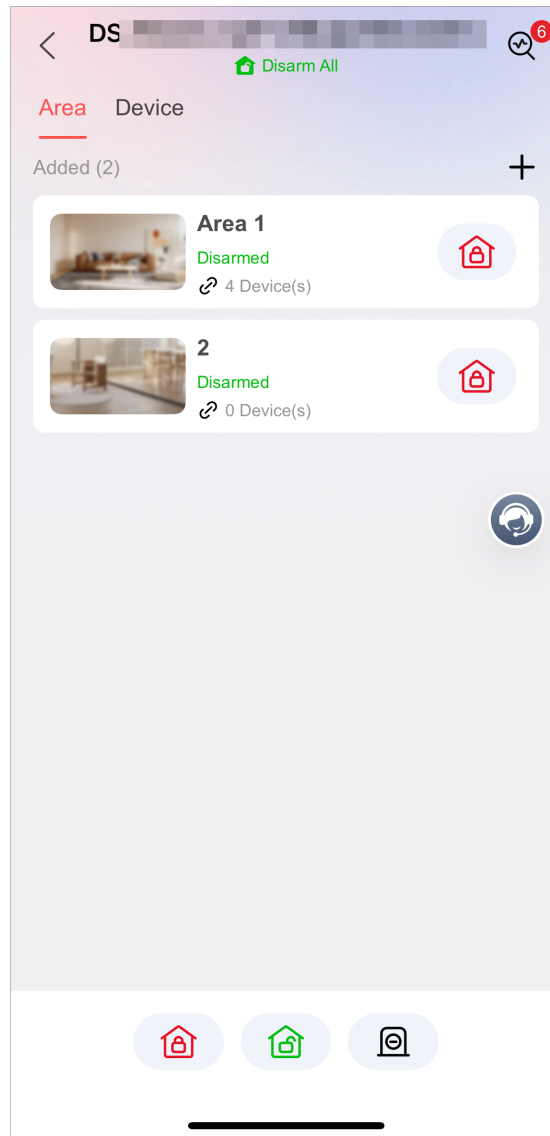 DS
6
Disarm All
Area Device
Added (2)
Area 1
Disarmed
4 Device(s)
2
Disarmed
0 Device(s)